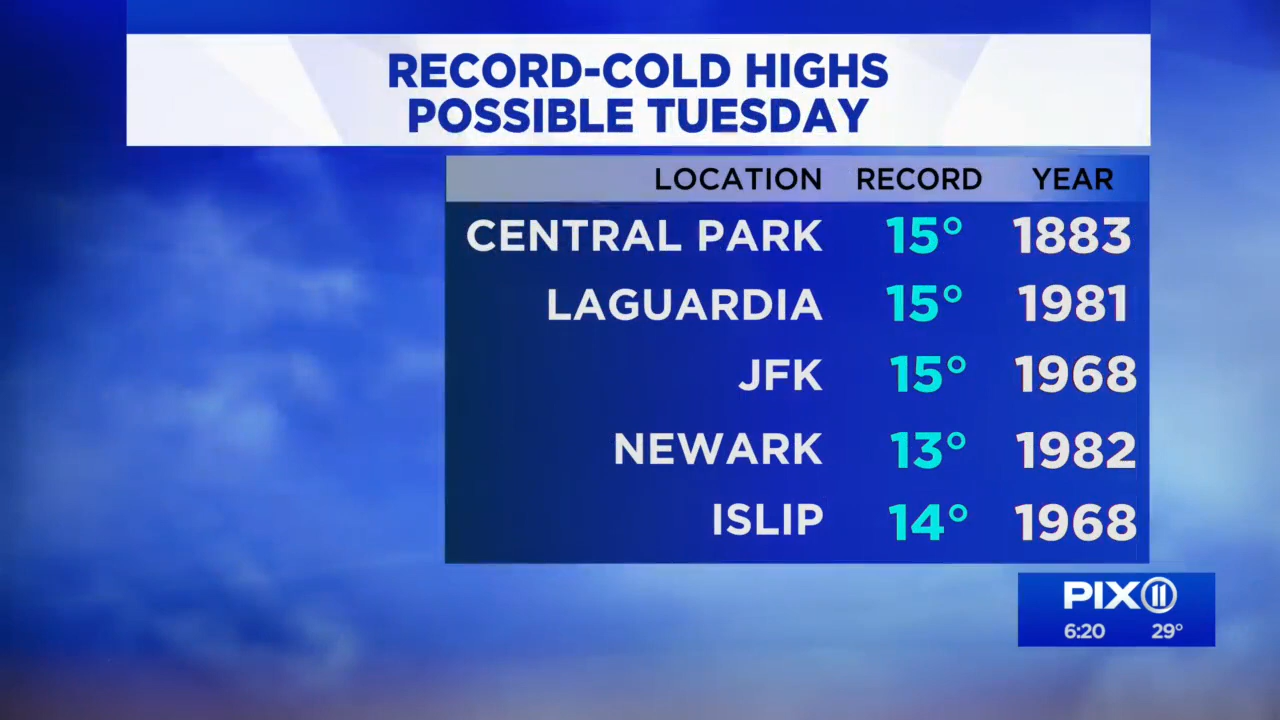 RECORD-COLD HIGHS
POSSIBLE TUESDAY
LOCATION RECORD YEAR
CENTRAL PARK 15° 1883
LAGUARDIA 15° 1981
JFK 15° 1968
NEWARK 13° 1982
ISLIP 14° 1968
PIX11
6:20 29°